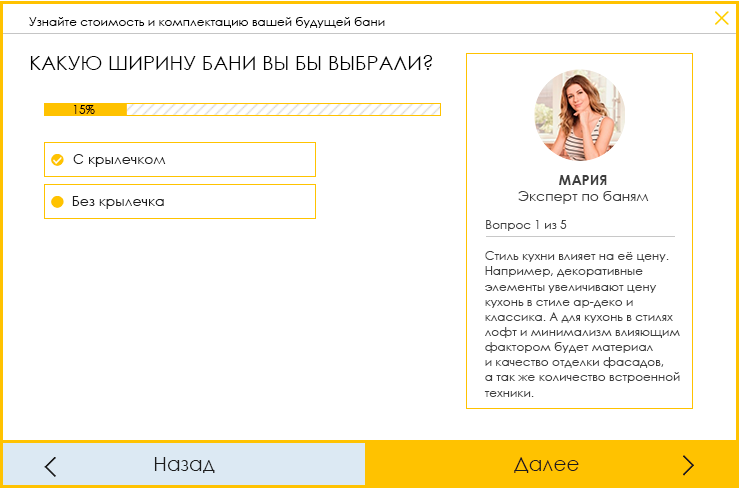 Узнайте стоимость и комплектацию вашей будущей бани
КАКУЮ ШИРИНУ БАНИ ВЫ БЫ ВЫБРАЛИ?
15%
С крылечком
Без крылечка
МАРИЯ
Эксперт по баням
Вопрос 1 из 5
Стиль кухни влияет на её цену.
Например, декоративные
элементы увеличивают цену
кухонь в стиле ар-деко и
классика. А для кухонь в стилях
лофт и минимализм влияющим
фактором будет материал
и качество отделки фасадов,
а так же количество встроенной
техники.
Назад
Далее